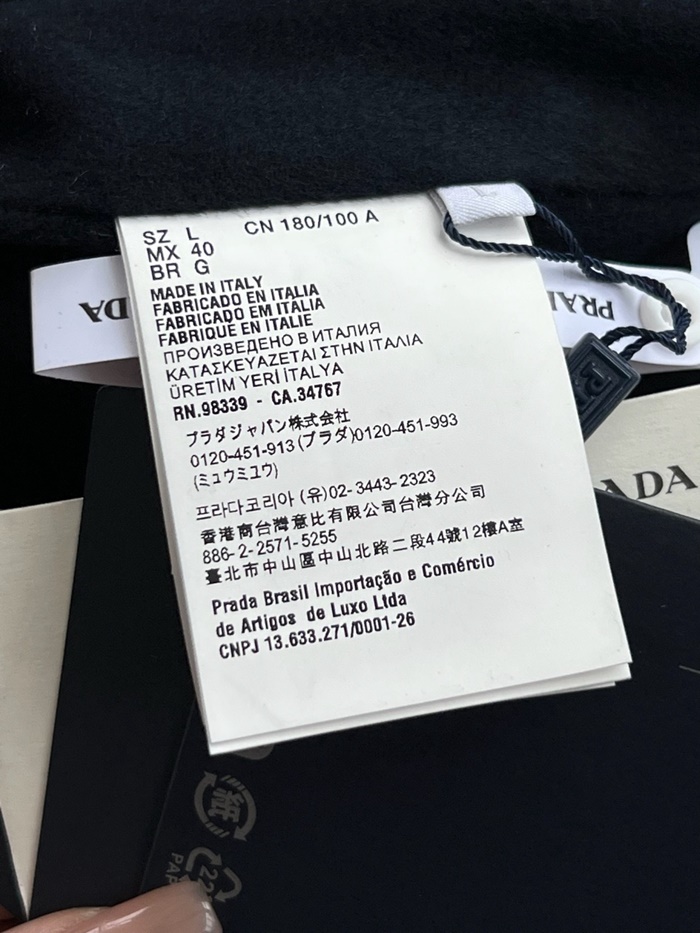 SZ L CN 180/100 A
MX 40
BR G
MADE IN ITALY
FABRICADO EN ITALIA
FABRICADO EM ITALIA
FABRIQUE EN ITALIE
ПРОИЗВЕДЕНО В ИТАЛИЯ
ΚΑΤΑΣΚΕΥΑΖΕΤΑΙ ΣΤΗΝ ΙΤΑΛΙΑ
ÜRETİM YERİ İTALYA
RN.98339 - CA.34767
プラダジャパン株式会社
0120-451-913(プラダ)0120-451-993
(ミュウミュウ)
프라다코리아 (유)02-3443-2323
香港商台灣意比有限公司台灣分公司
886-2-2571-5255
臺北市中山區中山北路二段44號12樓A室
Prada Brasil Importação e Comércio
de Artigos de Luxo Ltda
CNPJ 13.633.271/0001-26
DA
PRA
ADA
紙
22
PAP